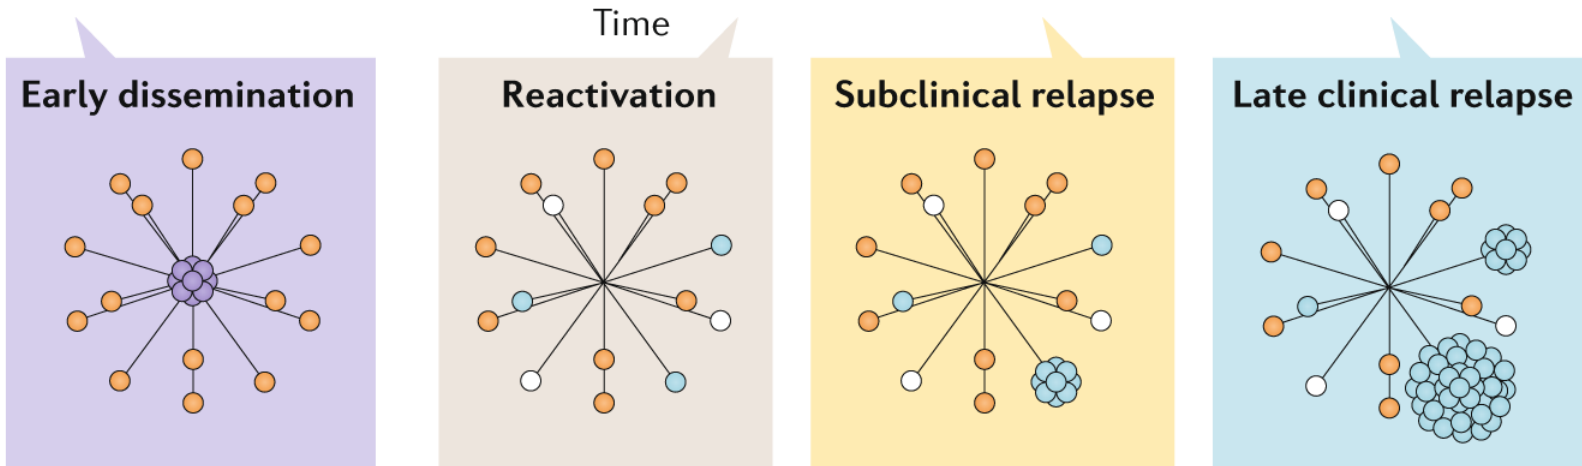 Time
Early dissemination
Reactivation
Subclinical relapse
Late clinical relapse